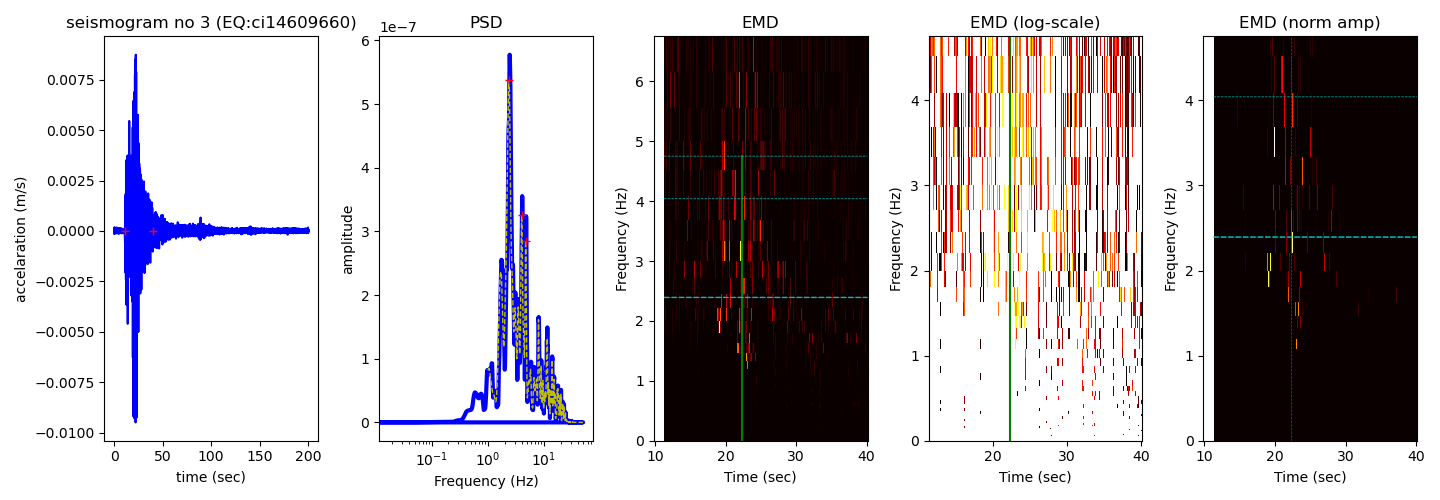 seismogram no 3 (EQ:ci14609660)
accelaration (m/s)
0.0075
0.0050
0.0025
0.0000
−0.0025
−0.0050
−0.0075
−0.0100
0 50 100 150 200
time (sec)
PSD
1e−7
amplitude
6
5
4
3
2
1
0
10⁻¹ 10⁰ 10¹
Frequency (Hz)
EMD
Frequency (Hz)
6
5
4
3
2
1
0
10 20 30 40
Time (sec)
EMD (log-scale)
Frequency (Hz)
4
3
2
1
0
20 30 40
Time (sec)
EMD (norm amp)
Frequency (Hz)
4
3
2
1
0
10 20 30 40
Time (sec)